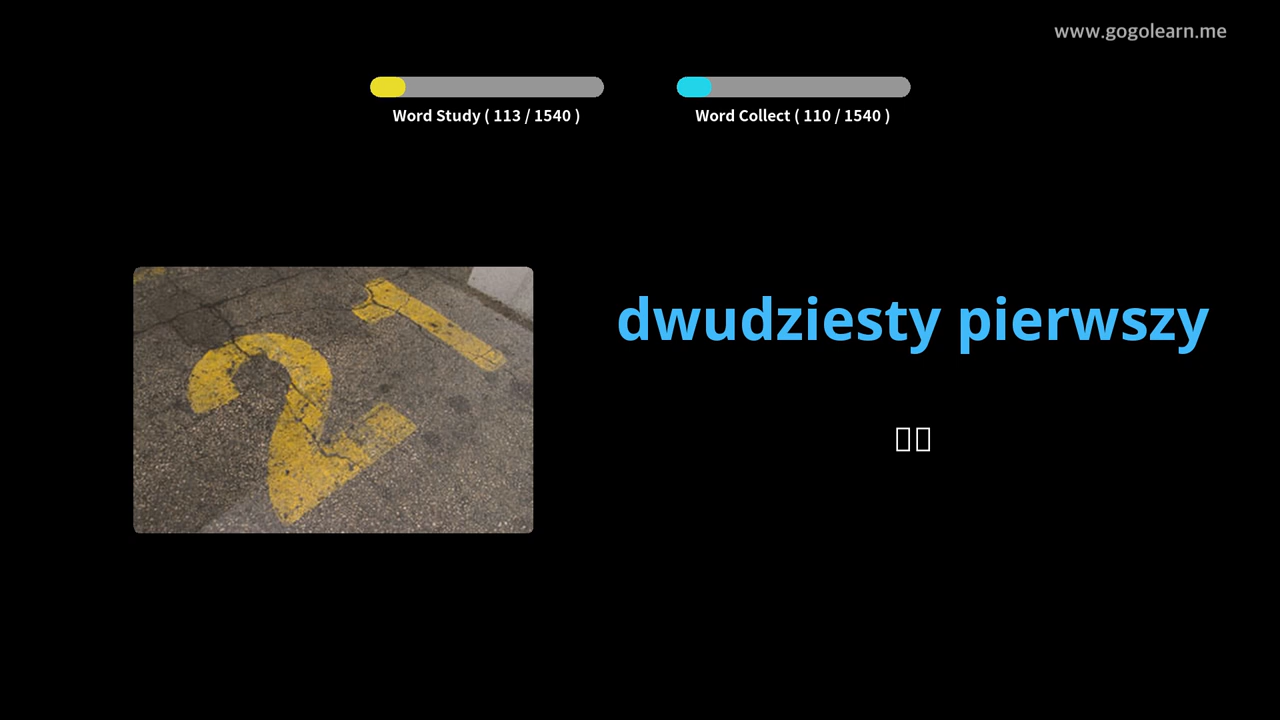 www.gogolearn.me
Word Study ( 113 / 1540 )
Word Collect ( 110 / 1540 )
21
dwudziesty pierwszy